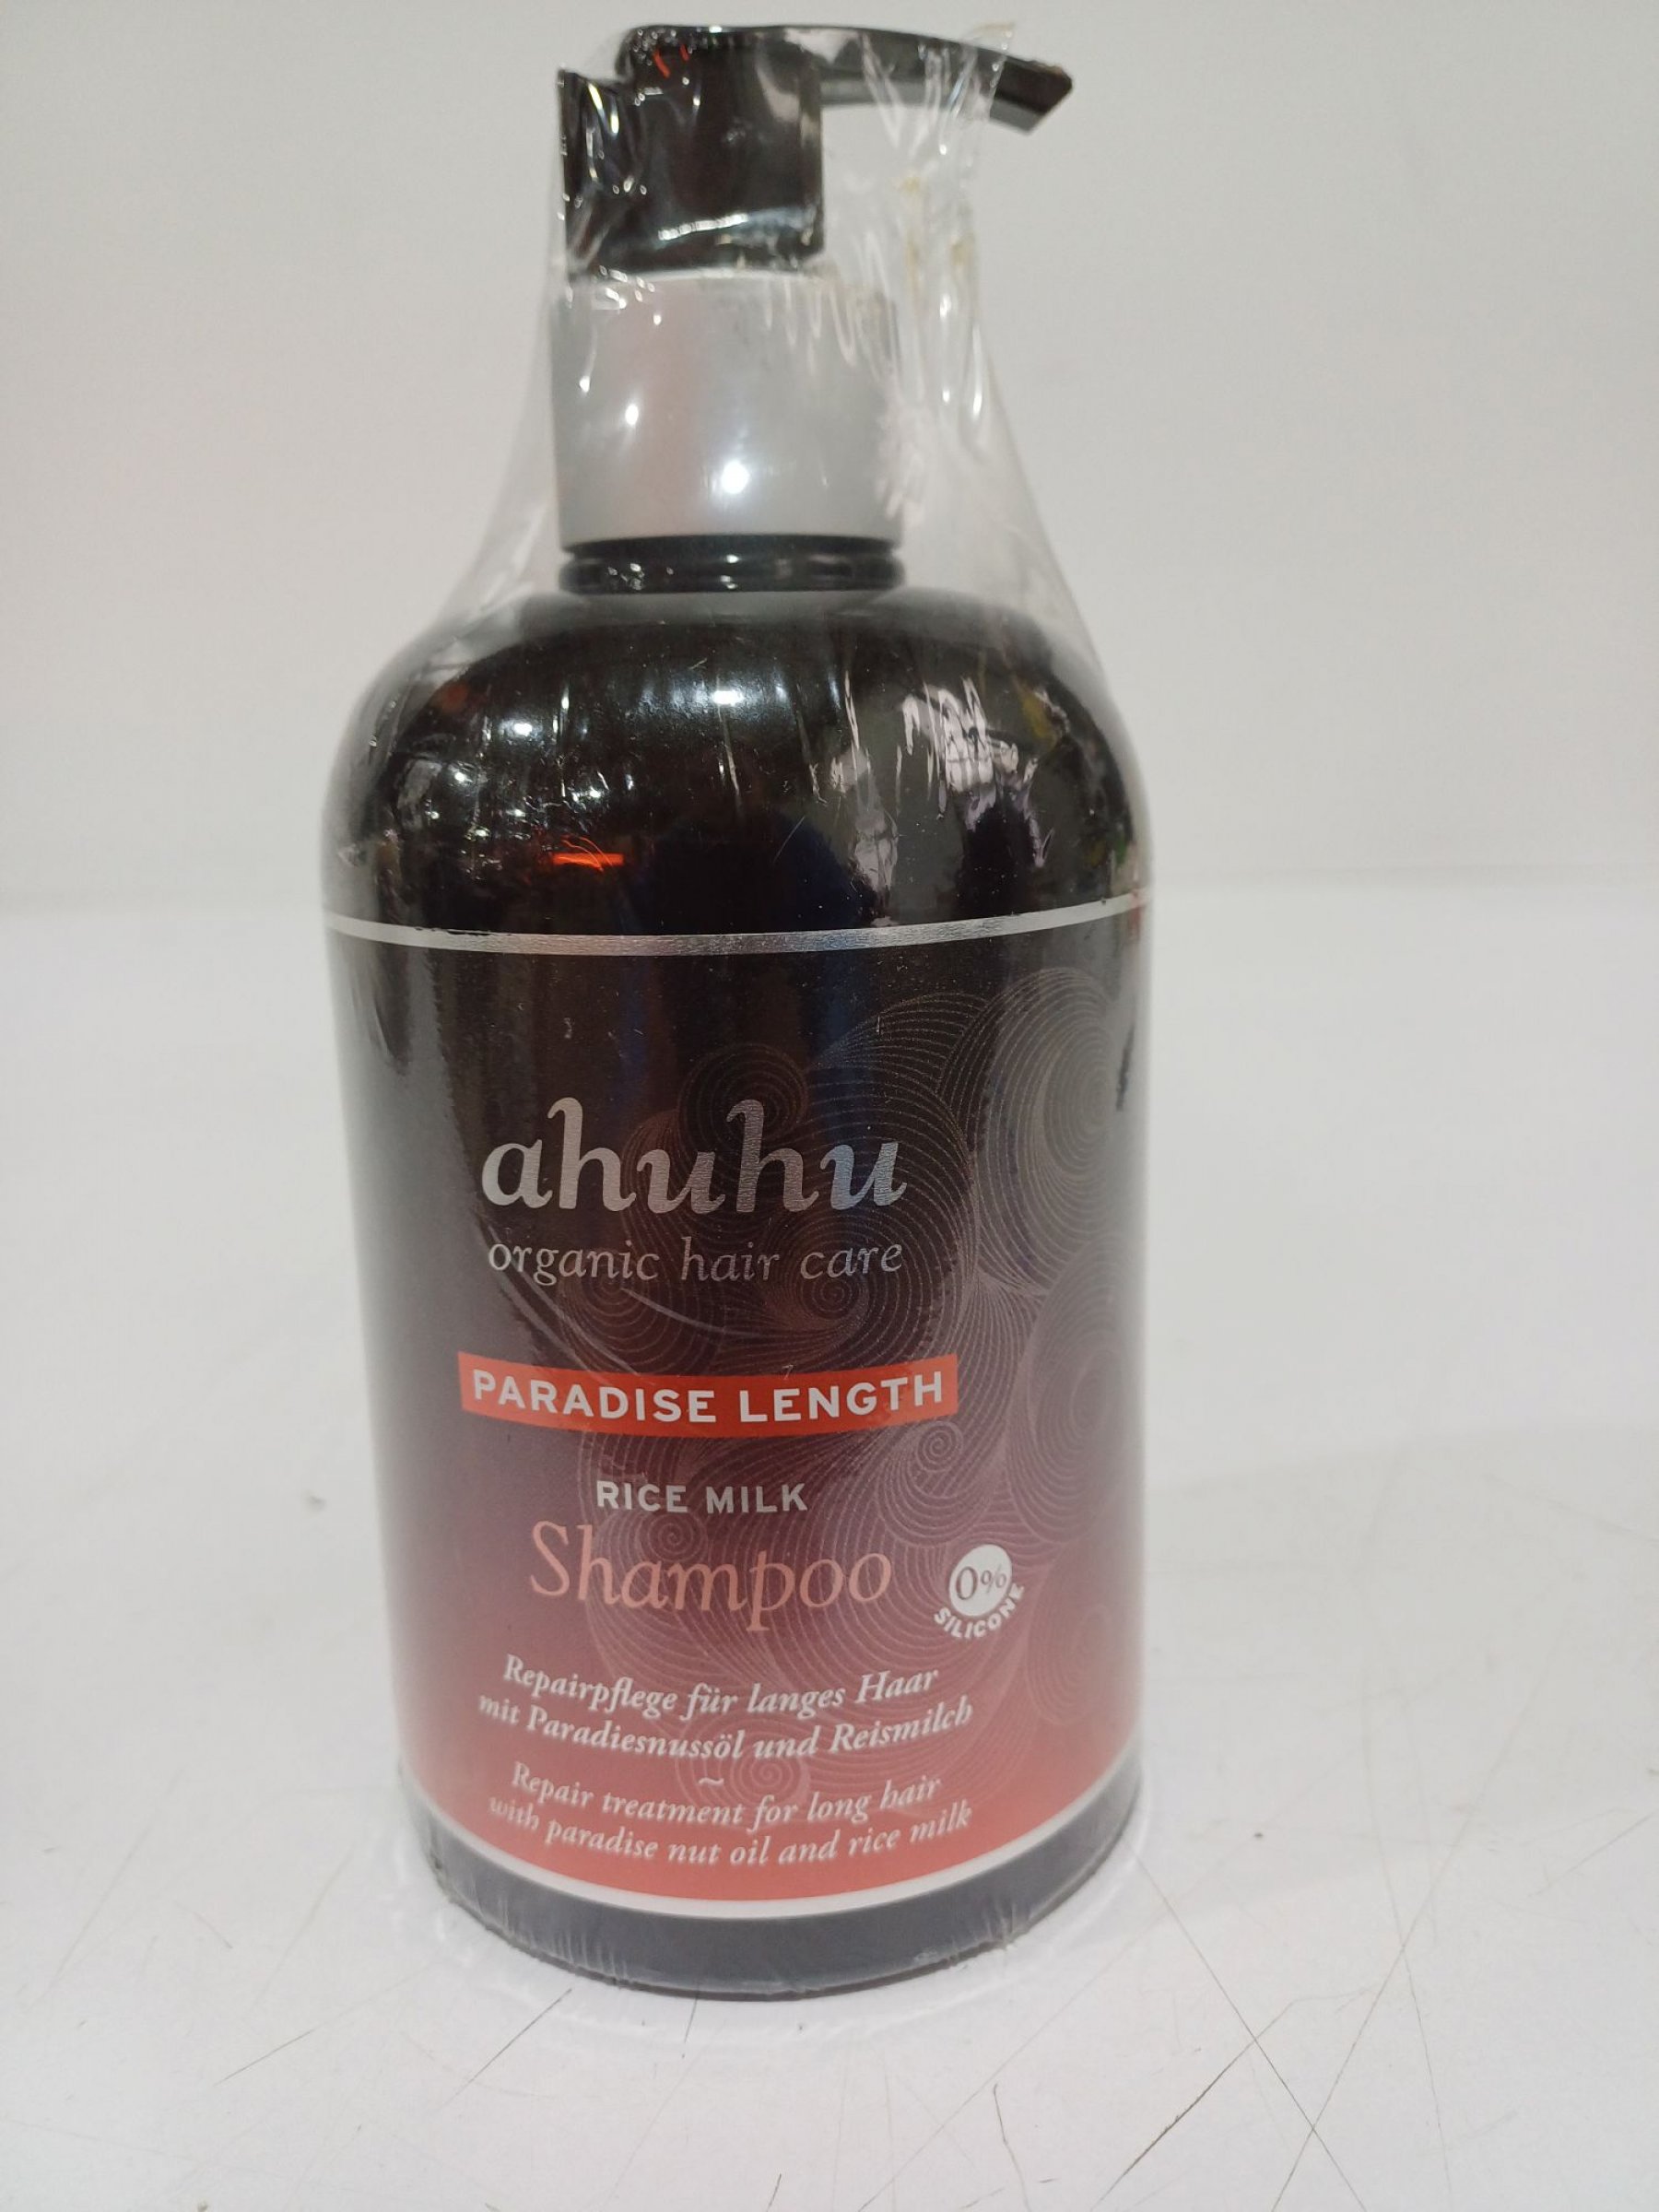 ahuhu
organic hair care
PARADISE LENGTH
RICE MILK
Shampoo
0%
SILICONE
Repairpflege für langes Haar
mit Paradiesnussöl und Reismilch
~
Repair treatment for long hair
with paradise nut oil and rice milk